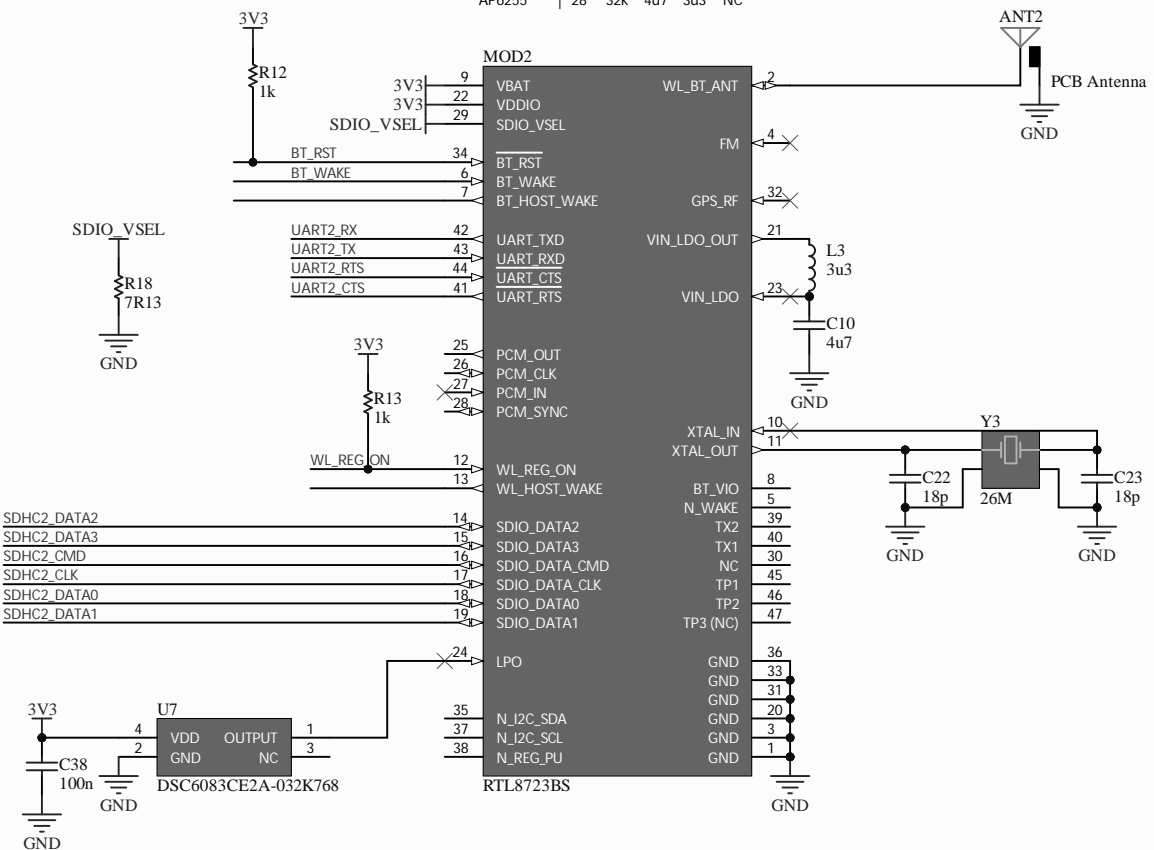 AP6255 28 32k 4u7 3u3 NC
3V3
R12
1k
MOD2
ANT2
PCB Antenna
GND
3V3 9 VBAT
3V3 22 VDDIO
SDIO_VSEL 29 SDIO_VSEL
BT_RST 34 BT_RST
BT_WAKE 6 BT_WAKE
7 BT_HOST_WAKE
UART2_RX 42 UART_TXD
UART2_TX 43 UART_RXD
UART2_RTS 44 UART_CTS
UART2_CTS 41 UART_RTS
25 PCM_OUT
26 PCM_CLK
27 PCM_IN
28 PCM_SYNC
WL_REG_ON 12 WL_REG_ON
13 WL_HOST_WAKE
SDHC2_DATA2 14 SDIO_DATA2
SDHC2_DATA3 15 SDIO_DATA3
SDHC2_CMD 16 SDIO_DATA_CMD
SDHC2_CLK 17 SDIO_DATA_CLK
SDHC2_DATA0 18 SDIO_DATA0
SDHC2_DATA1 19 SDIO_DATA1
24 LPO
35 N_I2C_SDA
37 N_I2C_SCL
38 N_REG_PU
WL_BT_ANT 2
FM 4
GPS_RF 32
VIN_LDO_OUT 21
VIN_LDO 23
XTAL_IN 10
XTAL_OUT 11
BT_VIO 8
N_WAKE 5
TX2 39
TX1 40
NC 30
TP1 45
TP2 46
TP3 (NC) 47
GND 36
GND 33
GND 31
GND 20
GND 3
GND 1
GND
RTL8723BS
SDIO_VSEL
R18
7R13
GND
3V3
R13
1k
L3
3u3
C10
4u7
GND
Y3
26M
C22
18p
GND
C23
18p
GND
3V3
C38
100n
GND
U7
4 VDD OUTPUT 1
2 GND NC 3
DSC6083CE2A-032K768
GND